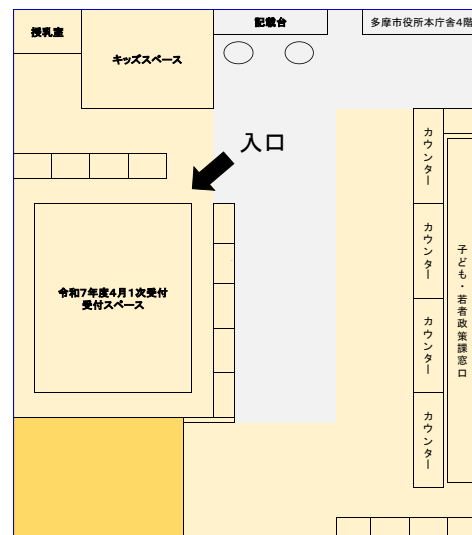 授乳室
キッズスペース
記載台
多摩市役所本庁舎4階
入口
令和7年度4月1次受付
受付スペース
カウンター
カウンター
カウンター
カウンター
子ども・若者政策課窓口